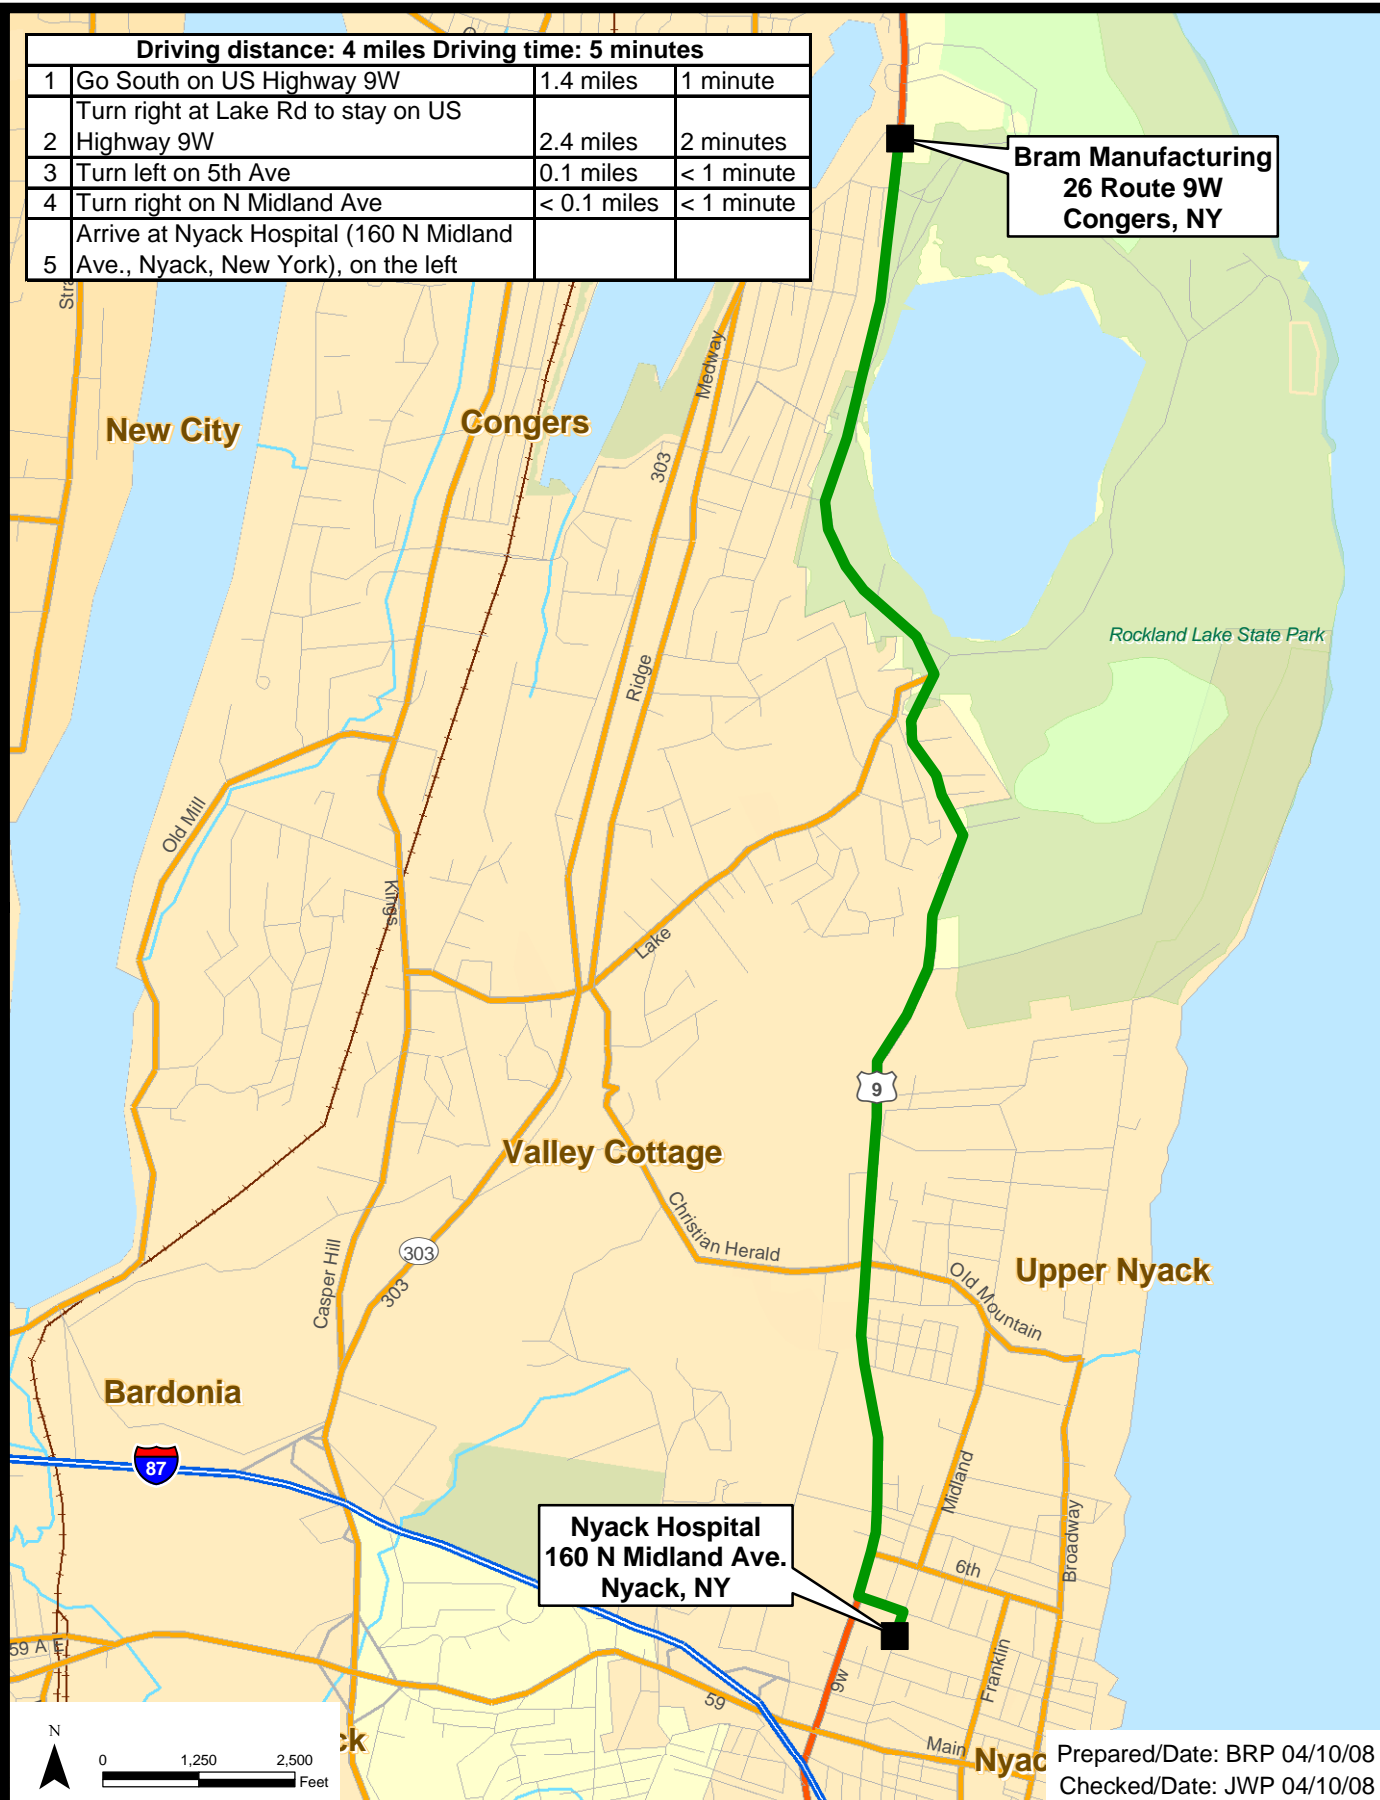 Driving distance: 4 miles Driving time: 5 minutes
1 Go South on US Highway 9W 1.4 miles 1 minute
Turn right at Lake Rd to stay on US
2 Highway 9W 2.4 miles 2 minutes
3 Turn left on 5th Ave 0.1 miles < 1 minute
4 Turn right on N Midland Ave < 0.1 miles < 1 minute
Arrive at Nyack Hospital (160 N Midland
5 Ave., Nyack, New York), on the left
Bram Manufacturing
26 Route 9W
Congers, NY
Medway
New City
Congers
303
Rockland Lake State Park
Ridge
Old Mill
Kings
Lake
9
Valley Cottage
Christian Herald
Casper Hill
303
303
Old Mountain
Upper Nyack
Bardonia
87
Midland
Broadway
Nyack Hospital
160 N Midland Ave.
Nyack, NY
6th
Franklin
59 A
9w
59
Main
N
0 1,250 2,500
Feet
ck
Nyac
Prepared/Date: BRP 04/10/08
Checked/Date: JWP 04/10/08